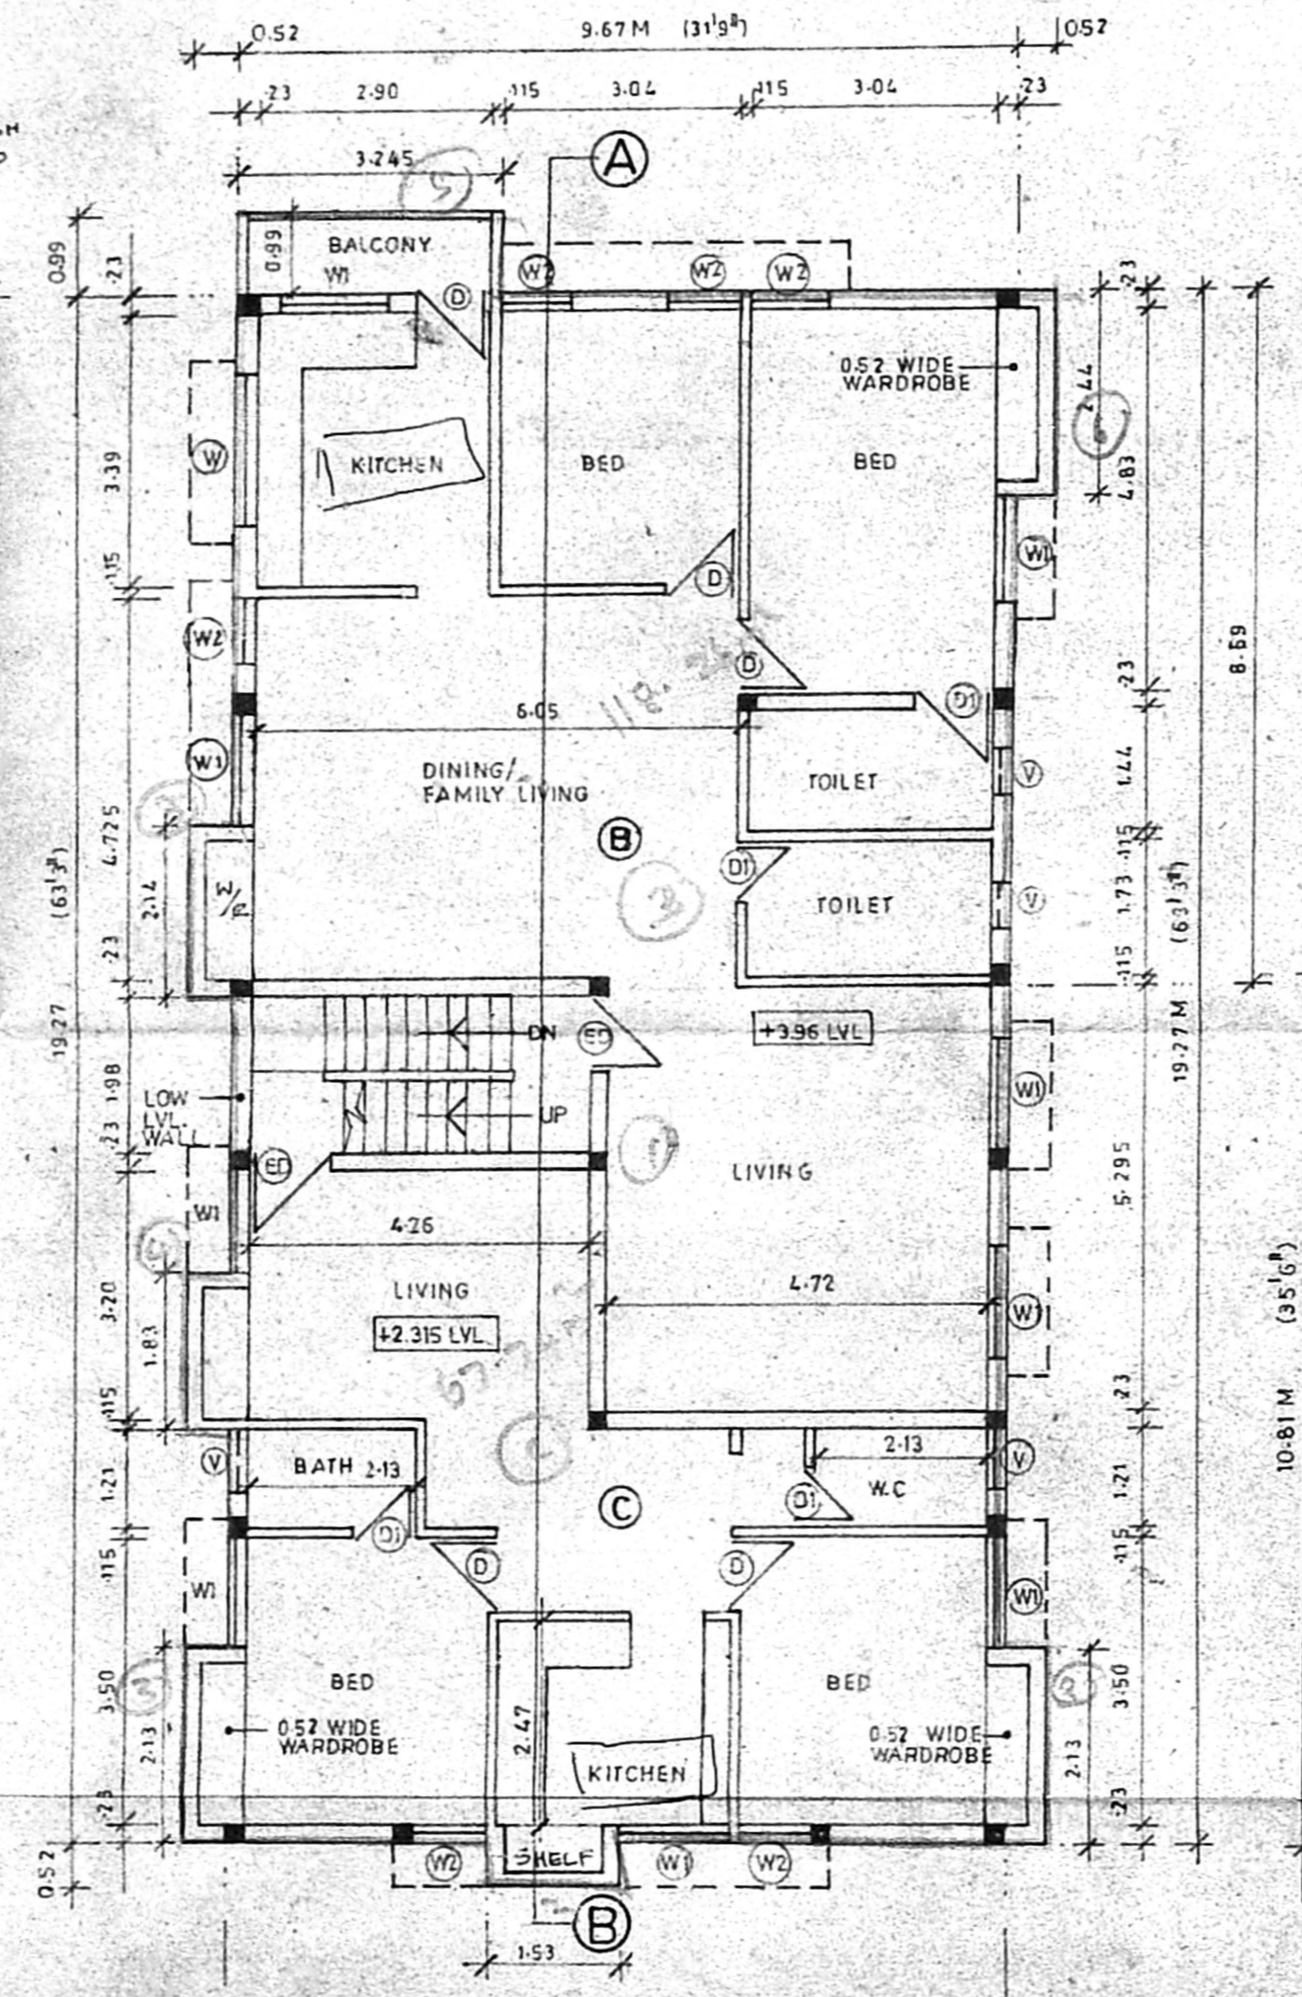 0.52
9.67 M (31'9")
0.52
.23
2.90
.115
3.04
.115
3.04
.23
3.245
A
5
0.99
.23
0.99
BALCONY
W1
D
W2
W2
W2
.23
0.52 WIDE
WARDROBE
2.44
W
3.39
KITCHEN
BED
BED
4.83
W1
.115
D
W2
D
8.69
.23
D1
6.05
W1
DINING/
FAMILY LIVING
TOILET
V
1.44
B
4.725
.115
D1
2.14
W/R
TOILET
V
1.73
19.27 (63'3")
.23
3
.115
19.27 M (63'3")
DN
ED
+3.96 LVL
1.98
LOW
LVL.
WALL
UP
W1
.23
ED
1
LIVING
W1
4.26
5.295
4
3.20
LIVING
4.72
+2.315 LVL
W1
1.83
10.81 M (35'6")
.115
.23
V
BATH 2.13
2.13
V
1.21
W.C
1.21
C
D1
D1
.115
D
D
.115
W1
W1
BED
BED
3.50
3
2
3.50
0.52 WIDE
WARDROBE
2.47
0.52 WIDE
WARDROBE
2.13
KITCHEN
2.13
.23
.23
W2
SHELF
W1
W2
0.52
B
1.53